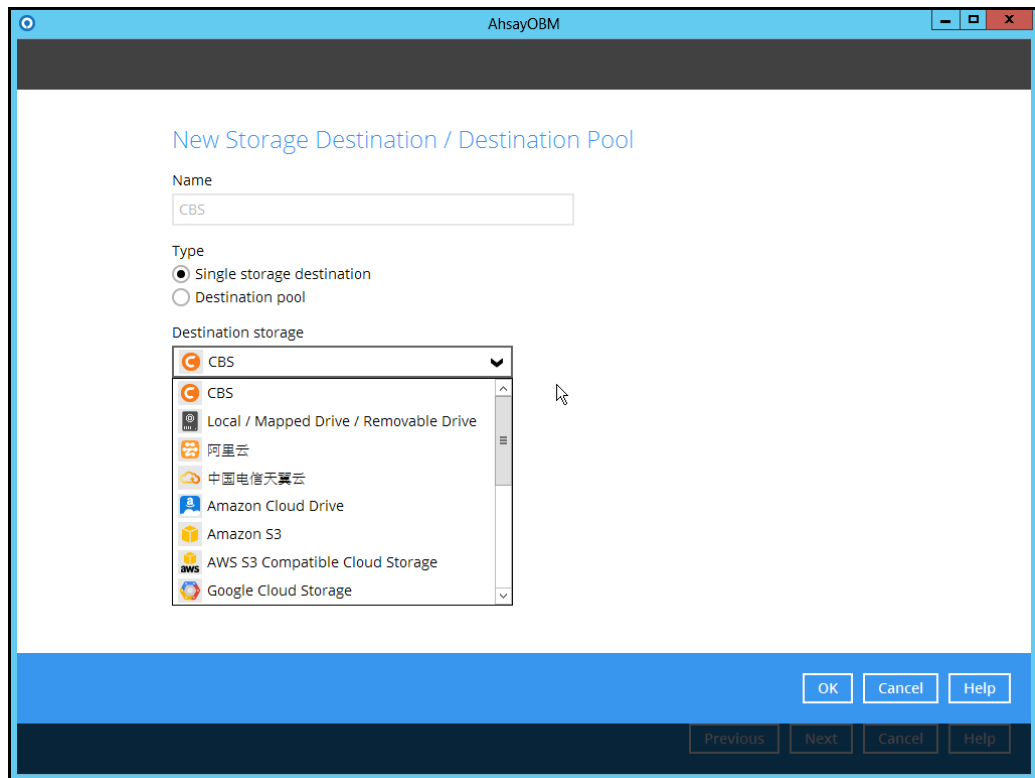 AhsayOBM
New Storage Destination / Destination Pool
Name
CBS
Type
Single storage destination
Destination pool
Destination storage
CBS
CBS
Local / Mapped Drive / Removable Drive
阿里云
中国电信天翼云
Amazon Cloud Drive
Amazon S3
aws AWS S3 Compatible Cloud Storage
Google Cloud Storage
OK Cancel Help
Previous Next Cancel Help